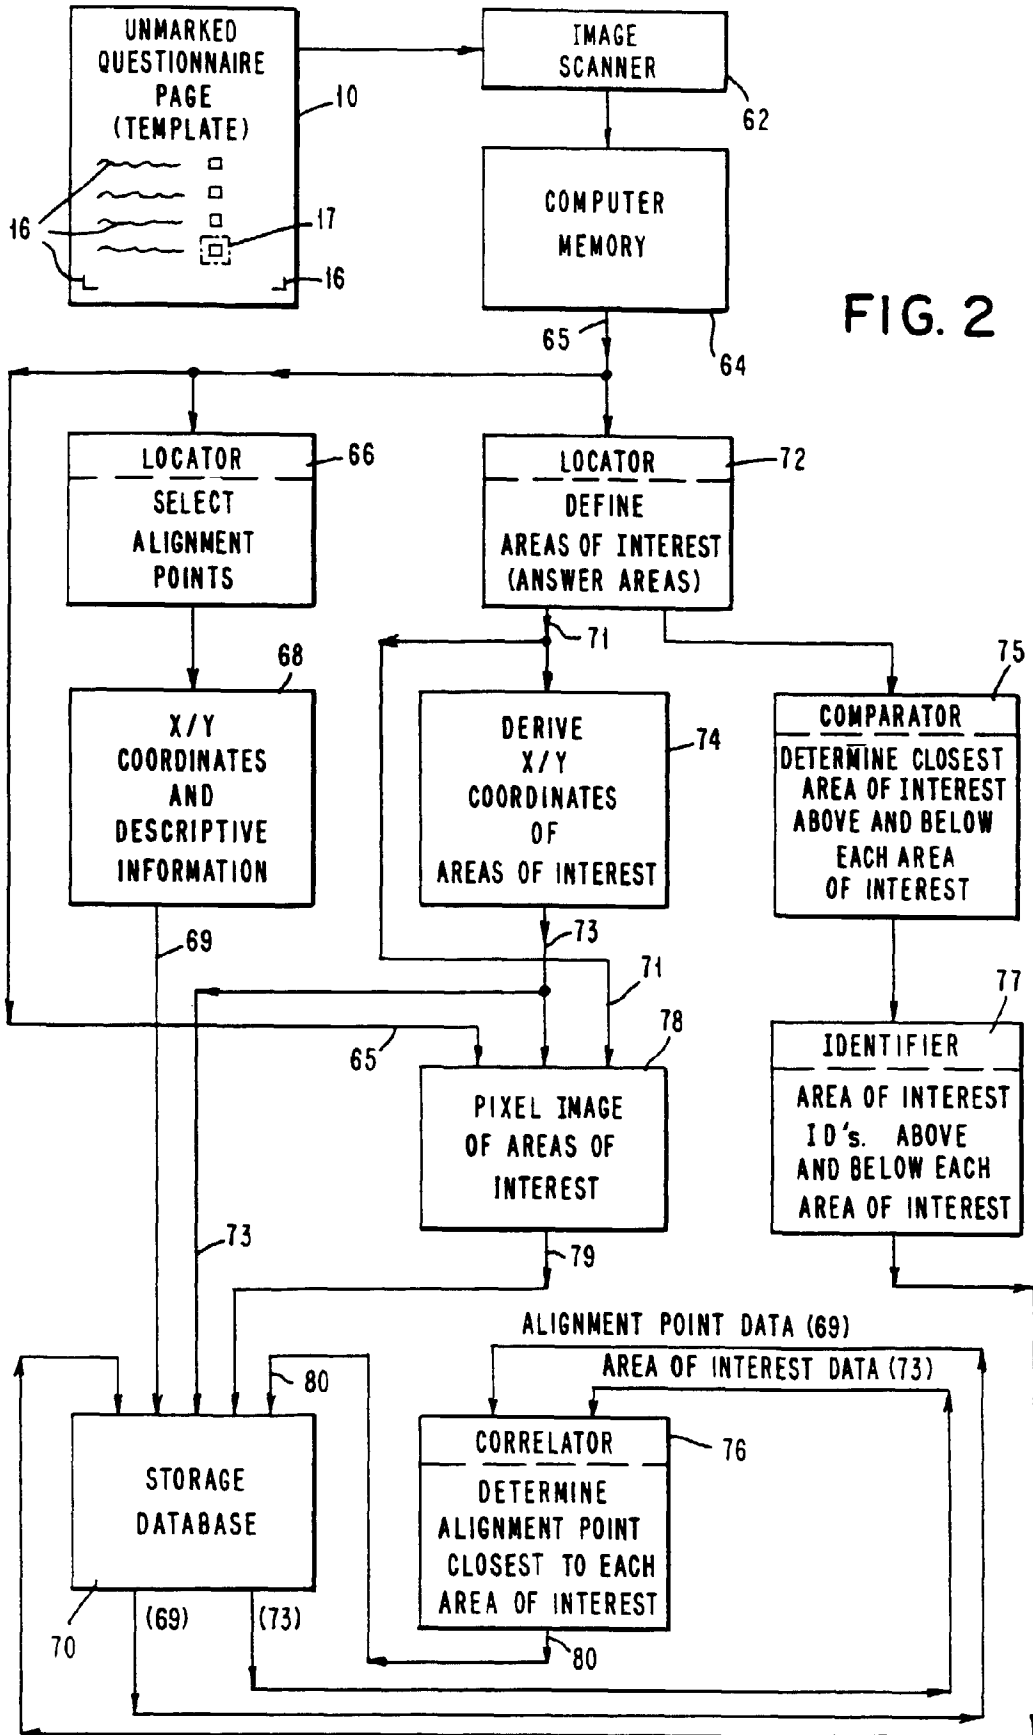 UNMARKED
QUESTIONNAIRE
PAGE
(TEMPLATE)
10
16
17
16
IMAGE
SCANNER
62
COMPUTER
MEMORY
65
64
FIG. 2
LOCATOR
66
SELECT
ALIGNMENT
POINTS
LOCATOR
72
DEFINE
AREAS OF INTEREST
(ANSWER AREAS)
71
68
X/Y
COORDINATES
AND
DESCRIPTIVE
INFORMATION
DERIVE
X/Y
COORDINATES
OF
AREAS OF INTEREST
74
75
COMPARATOR
DETERMINE CLOSEST
AREA OF INTEREST
ABOVE AND BELOW
EACH AREA
OF INTEREST
69
73
71
65
78
PIXEL IMAGE
OF AREAS OF
INTEREST
77
IDENTIFIER
AREA OF INTEREST
ID's. ABOVE
AND BELOW EACH
AREA OF INTEREST
73
79
ALIGNMENT POINT DATA (69)
AREA OF INTEREST DATA (73)
80
STORAGE
DATABASE
70
(69)
(73)
CORRELATOR
76
DETERMINE
ALIGNMENT POINT
CLOSEST TO EACH
AREA OF INTEREST
80